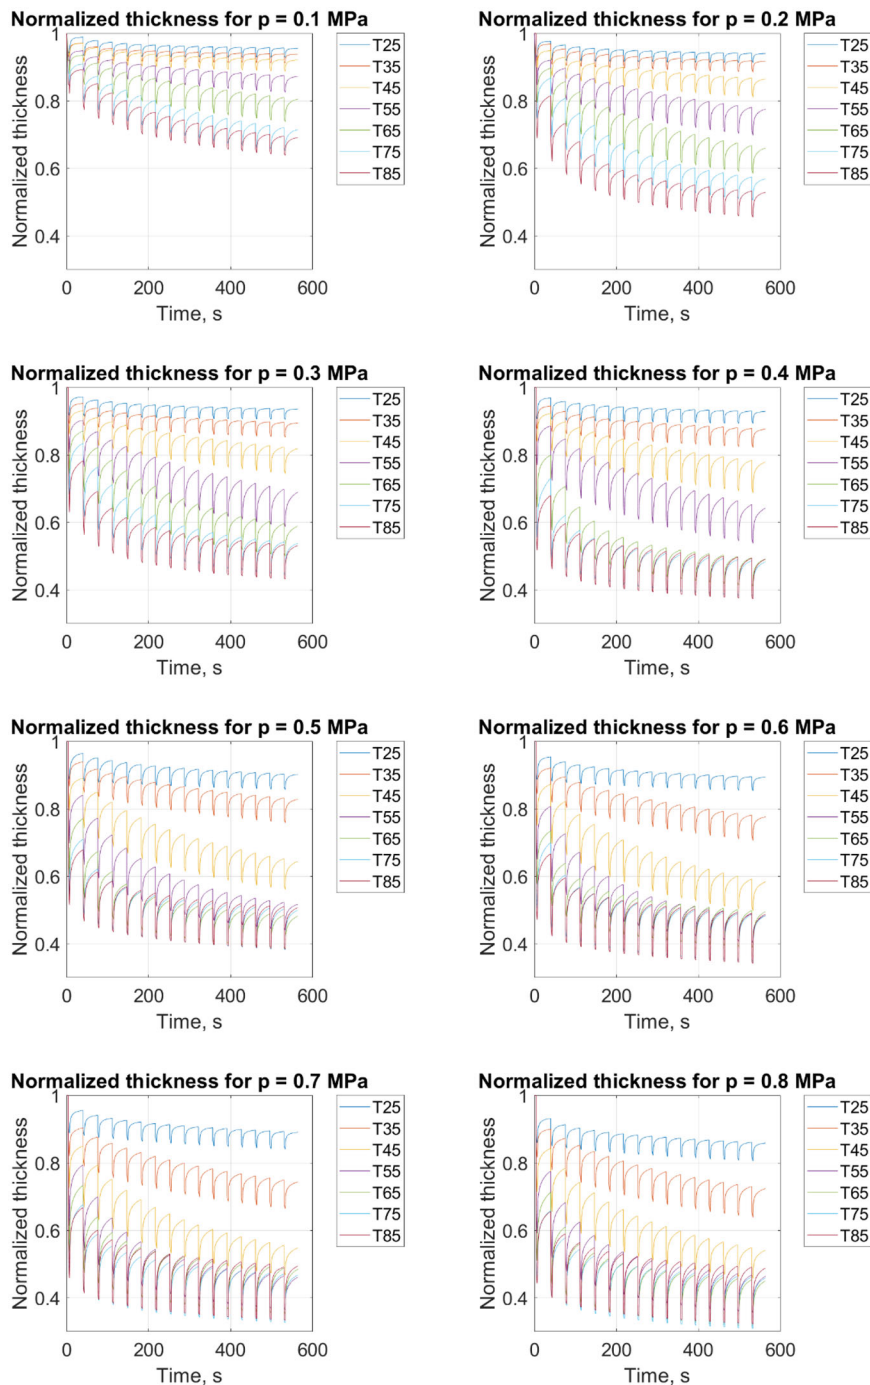 Normalized thickness for p = 0.1 MPa
Normalized thickness
1
0.8
0.6
0.4
0
200
400
600
Time, s
T25
T35
T45
T55
T65
T75
T85
Normalized thickness for p = 0.2 MPa
Normalized thickness
1
0.8
0.6
0.4
0
200
400
600
Time, s
T25
T35
T45
T55
T65
T75
T85
Normalized thickness for p = 0.3 MPa
Normalized thickness
1
0.8
0.6
0.4
0
200
400
600
Time, s
T25
T35
T45
T55
T65
T75
T85
Normalized thickness for p = 0.4 MPa
Normalized thickness
1
0.8
0.6
0.4
0
200
400
600
Time, s
T25
T35
T45
T55
T65
T75
T85
Normalized thickness for p = 0.5 MPa
Normalized thickness
1
0.8
0.6
0.4
0
200
400
600
Time, s
T25
T35
T45
T55
T65
T75
T85
Normalized thickness for p = 0.6 MPa
Normalized thickness
1
0.8
0.6
0.4
0
200
400
600
Time, s
T25
T35
T45
T55
T65
T75
T85
Normalized thickness for p = 0.7 MPa
Normalized thickness
1
0.8
0.6
0.4
0
200
400
600
Time, s
T25
T35
T45
T55
T65
T75
T85
Normalized thickness for p = 0.8 MPa
Normalized thickness
1
0.8
0.6
0.4
0
200
400
600
Time, s
T25
T35
T45
T55
T65
T75
T85